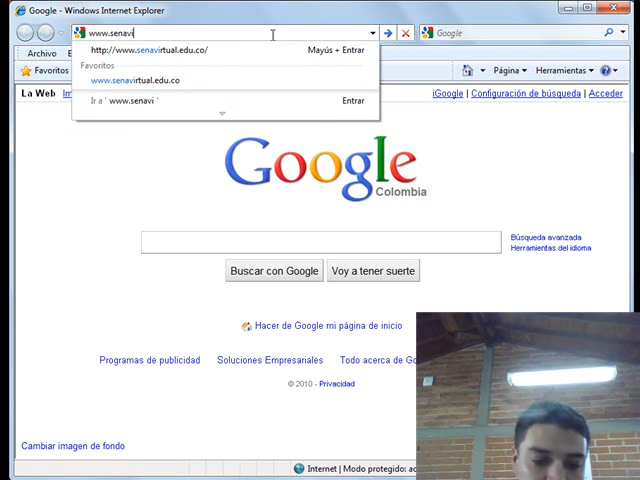 Google - Windows Internet Explorer
www.senavi
Google
http://www.senavirtual.edu.co/ Mayús + Entrar
Archivo
Favoritos
www.senavirtual.edu.co
Favoritos
Página
Herramientas
Ir a ' www.senavi ' Entrar
La Web
iGoogle | Configuración de búsqueda | Acceder
Google
Colombia
Búsqueda avanzada
Herramientas del idioma
Buscar con Google
Voy a tener suerte
Hacer de Google mi página de inicio
Programas de publicidad
Soluciones Empresariales
Todo acerca de
© 2010 - Privacidad
Cambiar imagen de fondo
Internet | Modo protegido: